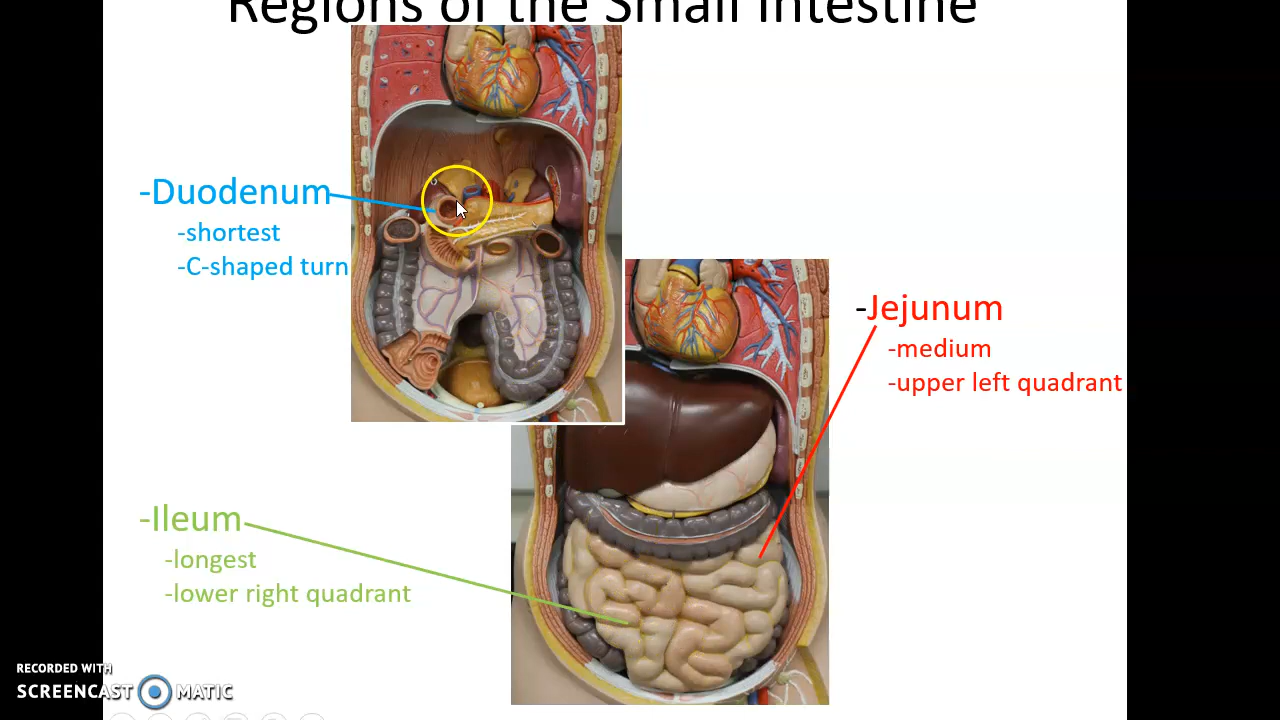 Regions of the Small Intestine
-Duodenum
-shortest
-C-shaped turn
-Jejunum
-medium
-upper left quadrant
-Ileum
-longest
-lower right quadrant
RECORDED WITH
SCREENCAST MATIC